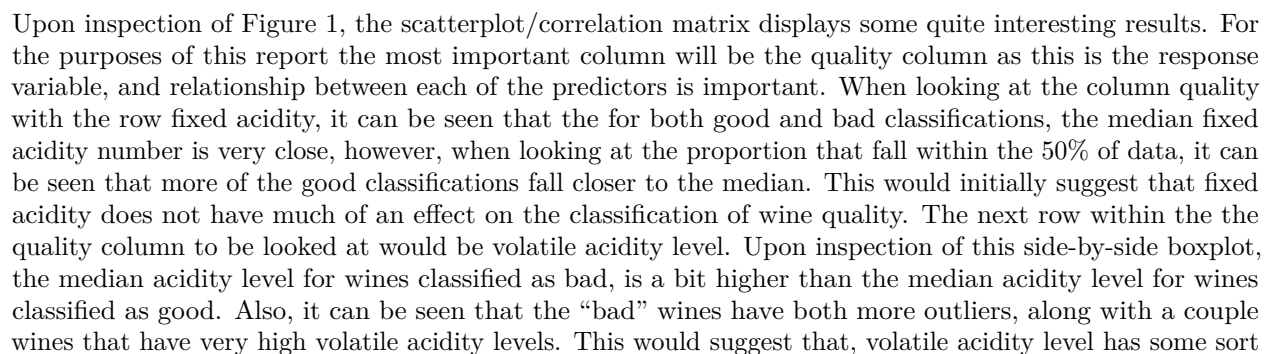 Upon inspection of Figure 1, the scatterplot/correlation matrix displays some quite interesting results. For
the purposes of this report the most important column will be the quality column as this is the response
variable, and relationship between each of the predictors is important. When looking at the column quality
with the row fixed acidity, it can be seen that the for both good and bad classifications, the median fixed
acidity number is very close, however, when looking at the proportion that fall within the 50% of data, it can
be seen that more of the good classifications fall closer to the median. This would initially suggest that fixed
acidity does not have much of an effect on the classification of wine quality. The next row within the the
quality column to be looked at would be volatile acidity level. Upon inspection of this side-by-side boxplot,
the median acidity level for wines classified as bad, is a bit higher than the median acidity level for wines
classified as good. Also, it can be seen that the “bad” wines have both more outliers, along with a couple
wines that have very high volatile acidity levels. This would suggest that, volatile acidity level has some sort